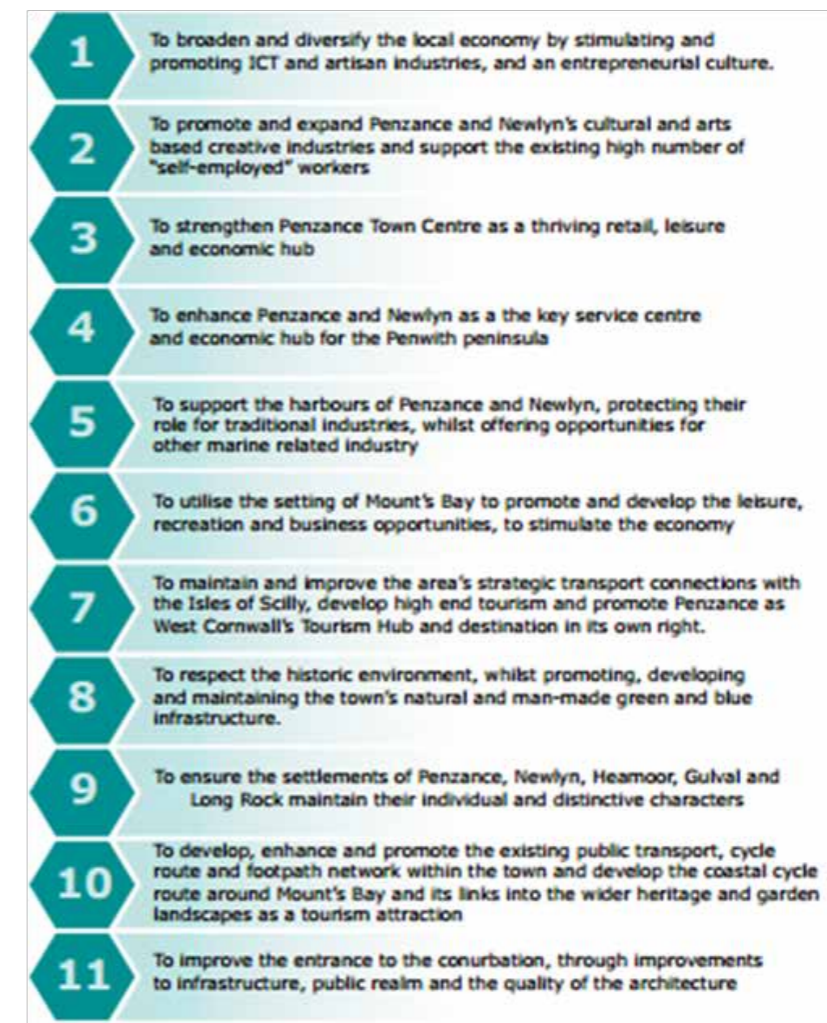 1
To broaden and diversify the local economy by stimulating and
promoting ICT and artisan industries, and an entrepreneurial culture.
2
To promote and expand Penzance and Newlyn's cultural and arts
based creative industries and support the existing high number of
"self-employed" workers
3
To strengthen Penzance Town Centre as a thriving retail, leisure
and economic hub
4
To enhance Penzance and Newlyn as a the key service centre
and economic hub for the Penwith peninsula
5
To support the harbours of Penzance and Newlyn, protecting their
role for traditional industries, whilst offering opportunities for
other marine related industry
6
To utilise the setting of Mount's Bay to promote and develop the leisure,
recreation and business opportunities, to stimulate the economy
7
To maintain and improve the area's strategic transport connections with
the Isles of Scilly, develop high end tourism and promote Penzance as
West Cornwall's Tourism Hub and destination in its own right.
8
To respect the historic environment, whilst promoting, developing
and maintaining the town's natural and man-made green and blue
infrastructure.
9
To ensure the settlements of Penzance, Newlyn, Heamoor, Gulval and
Long Rock maintain their individual and distinctive characters
10
To develop, enhance and promote the existing public transport, cycle
route and footpath network within the town and develop the coastal cycle
route around Mount's Bay and its links into the wider heritage and garden
landscapes as a tourism attraction
11
To improve the entrance to the conurbation, through improvements
to infrastructure, public realm and the quality of the architecture